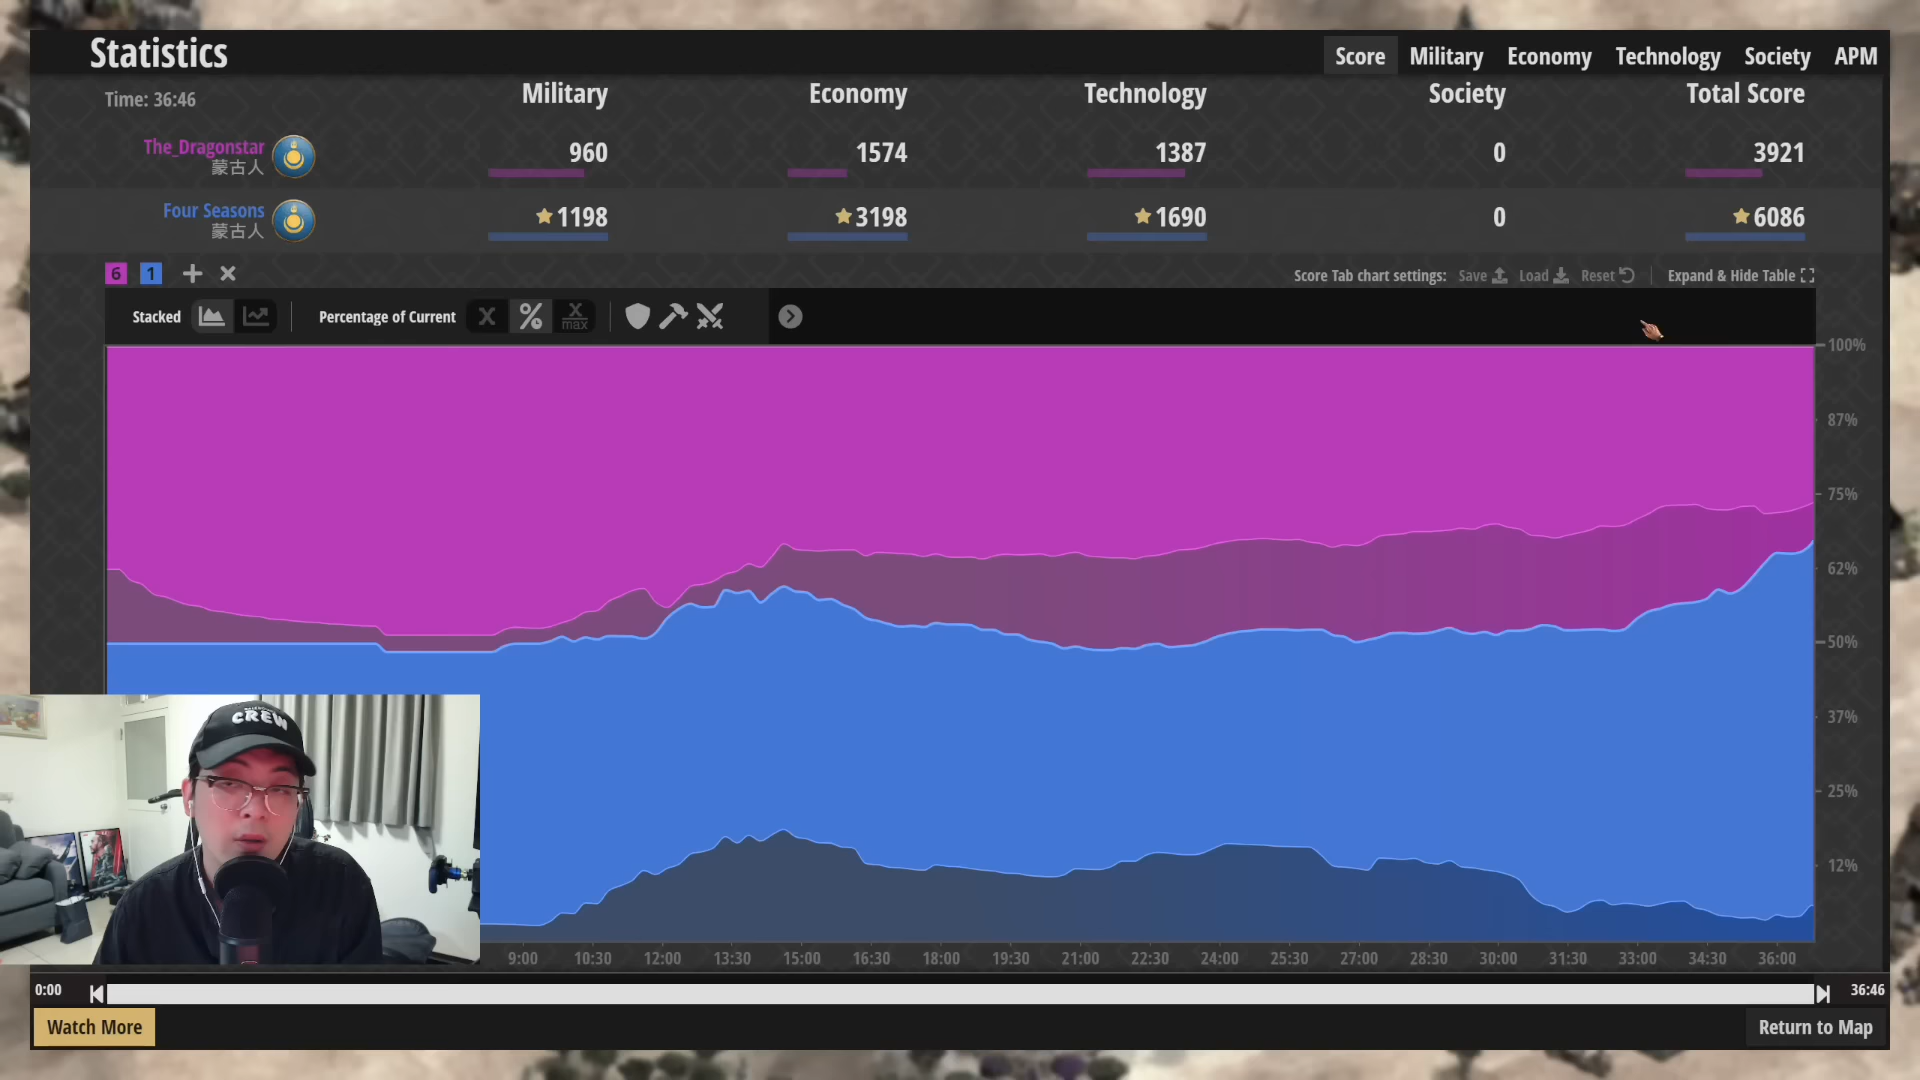 Statistics
Score Military Economy Technology Society APM
Time: 36:46
Military Economy Technology Society Total Score
The_Dragonstar
蒙古人
960 1574 1387 0 3921
Four Seasons
蒙古人
1198 3198 1690 0 6086
6 1
Score Tab chart settings: Save Load Reset Expand & Hide Table
Stacked Percentage of Current X % X max
100%
87%
75%
62%
50%
37%
25%
12%
CREW
9:00 10:30 12:00 13:30 15:00 16:30 18:00 19:30 21:00 22:30 24:00 25:30 27:00 28:30 30:00 31:30 33:00 34:30 36:00
0:00 36:46
Watch More Return to Map